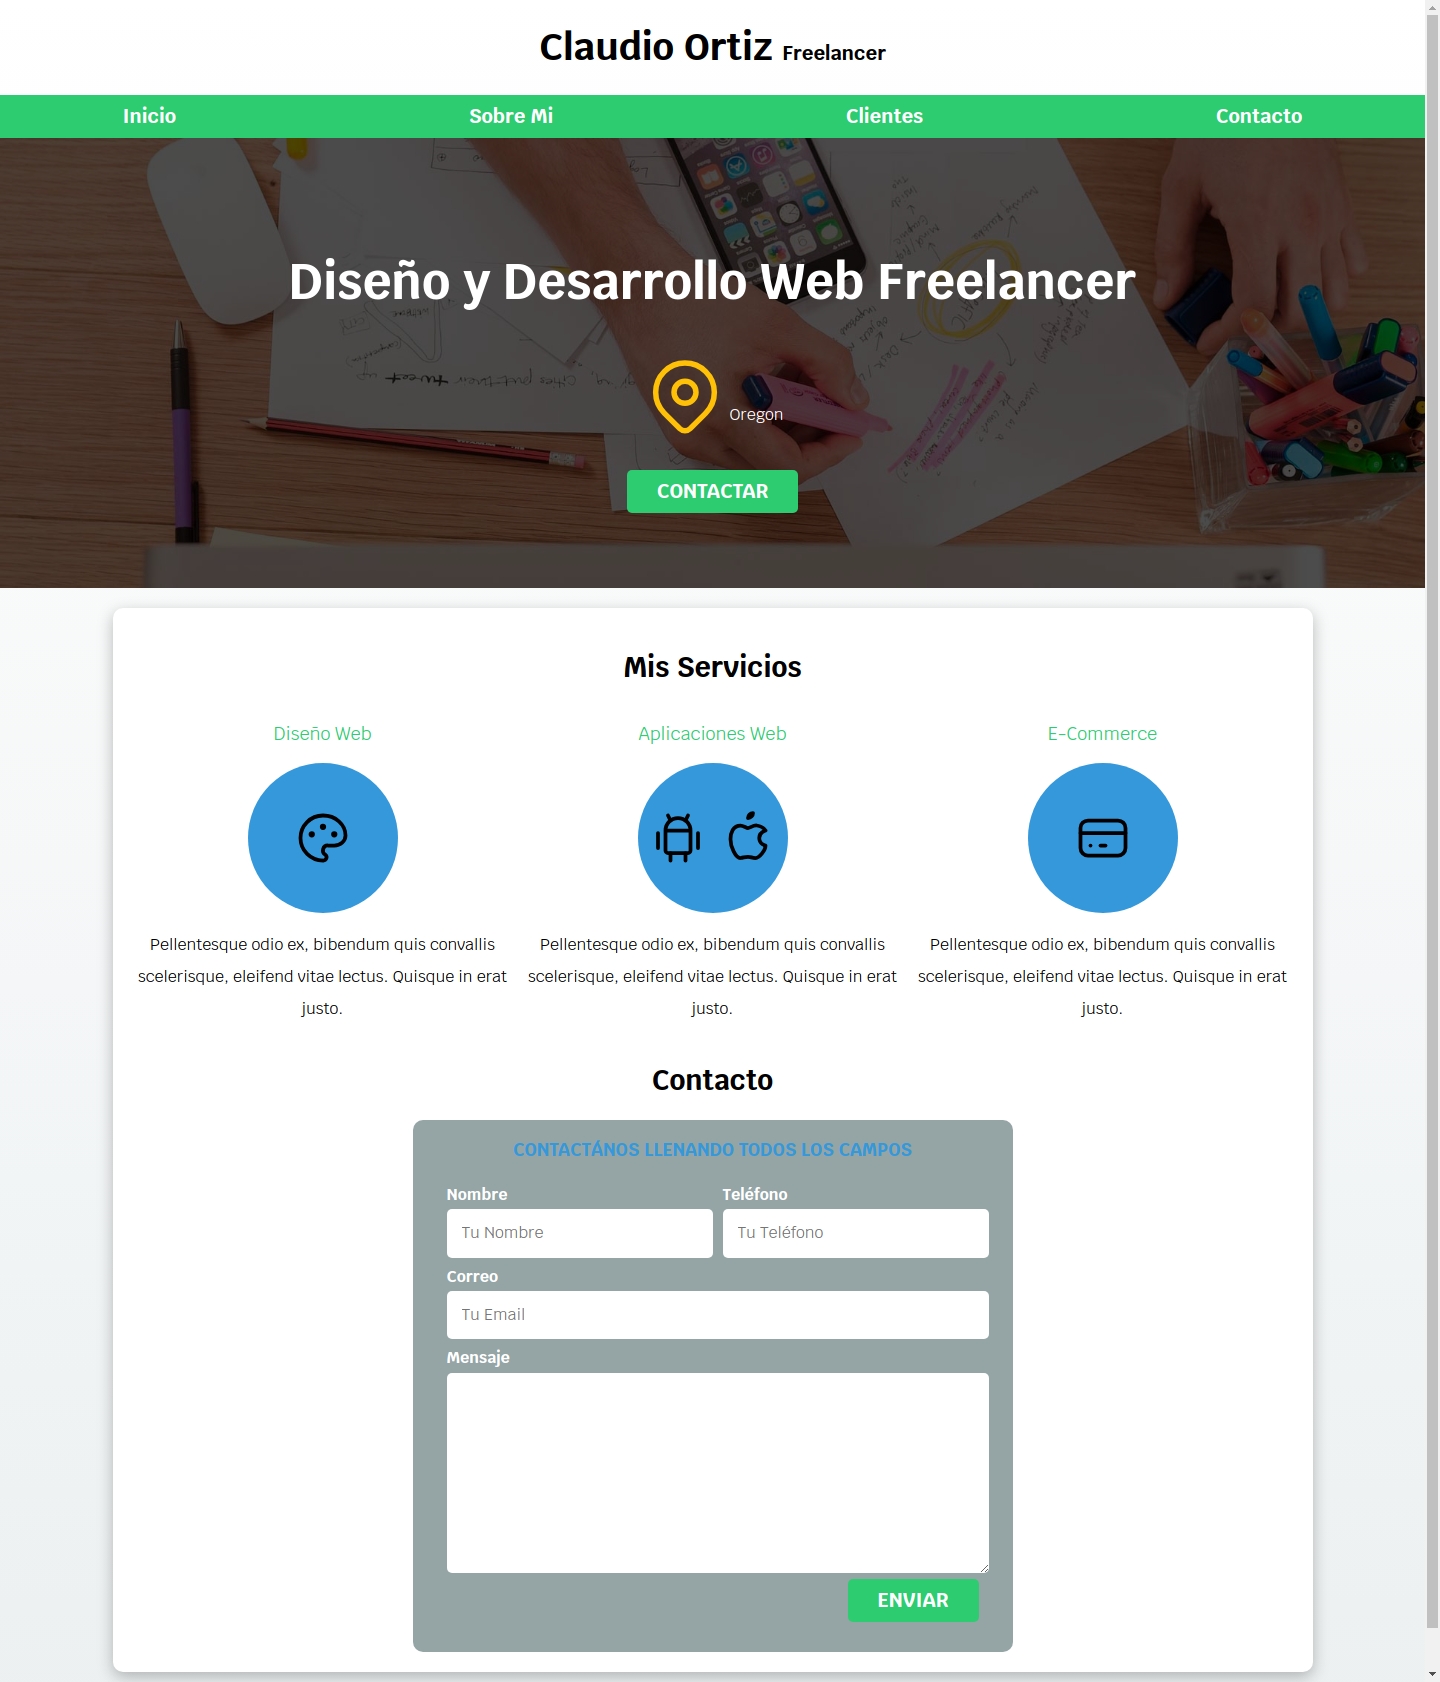 Claudio Ortiz Freelancer
Inicio Sobre Mi Clientes Contacto
Diseño y Desarrollo Web Freelancer
Oregon
CONTACTAR
Mis Servicios
Diseño Web Aplicaciones Web E-Commerce
Pellentesque odio ex, bibendum quis convallis
scelerisque, eleifend vitae lectus. Quisque in erat
justo.
Pellentesque odio ex, bibendum quis convallis
scelerisque, eleifend vitae lectus. Quisque in erat
justo.
Pellentesque odio ex, bibendum quis convallis
scelerisque, eleifend vitae lectus. Quisque in erat
justo.
Contacto
CONTACTÁNOS LLENANDO TODOS LOS CAMPOS
Nombre Teléfono
Tu Nombre Tu Teléfono
Correo
Tu Email
Mensaje
ENVIAR